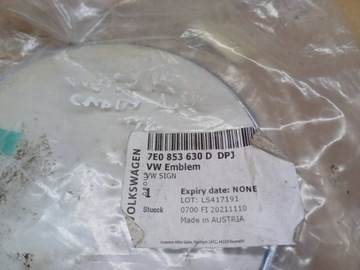 VOLKSWAGEN
7E0 853 630 D DPJ
VW Emblem
VW SIGN
1
Expiry date: NONE
LOT: LS417191
Stueck
0700 FI 20211110
Made in AUSTRIA